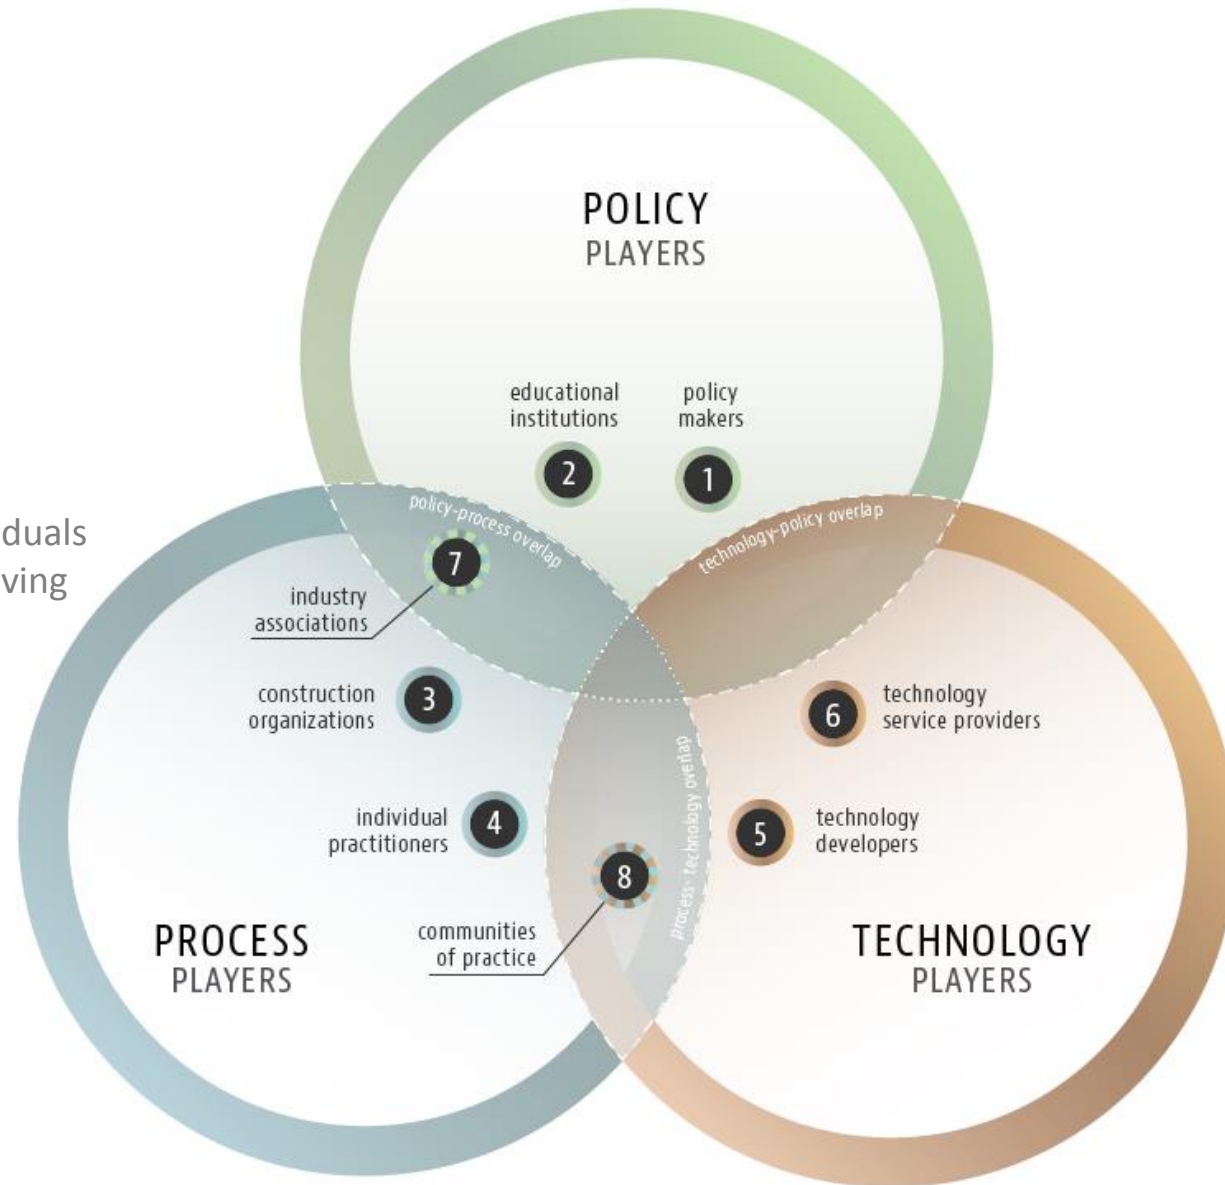 POLICY
PLAYERS
educational
institutions
policy
makers
2
1
policy-process overlap
technology-policy overlap
duals
ving
7
industry
associations
construction
organizations
3
6
technology
service providers
individual
practitioners
4
5
technology
developers
process- technology overlap
8
communities
of practice
PROCESS
PLAYERS
TECHNOLOGY
PLAYERS